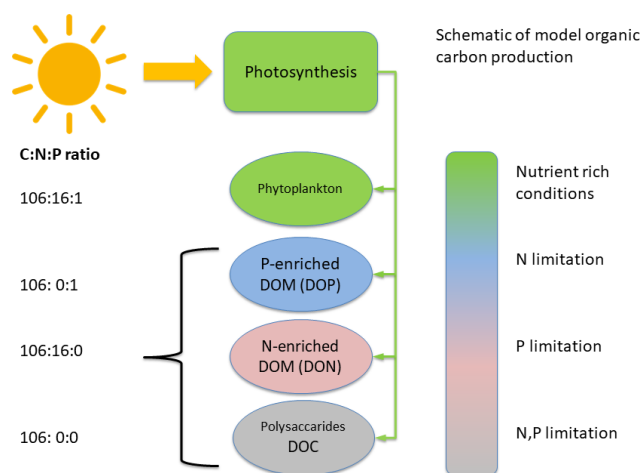 Schematic of model organic
carbon production
Photosynthesis
C:N:P ratio
106:16:1
Phytoplankton
Nutrient rich
conditions
106: 0:1
P-enriched
DOM (DOP)
N limitation
106:16:0
N-enriched
DOM (DON)
P limitation
106: 0:0
Polysaccarides
DOC
N,P limitation